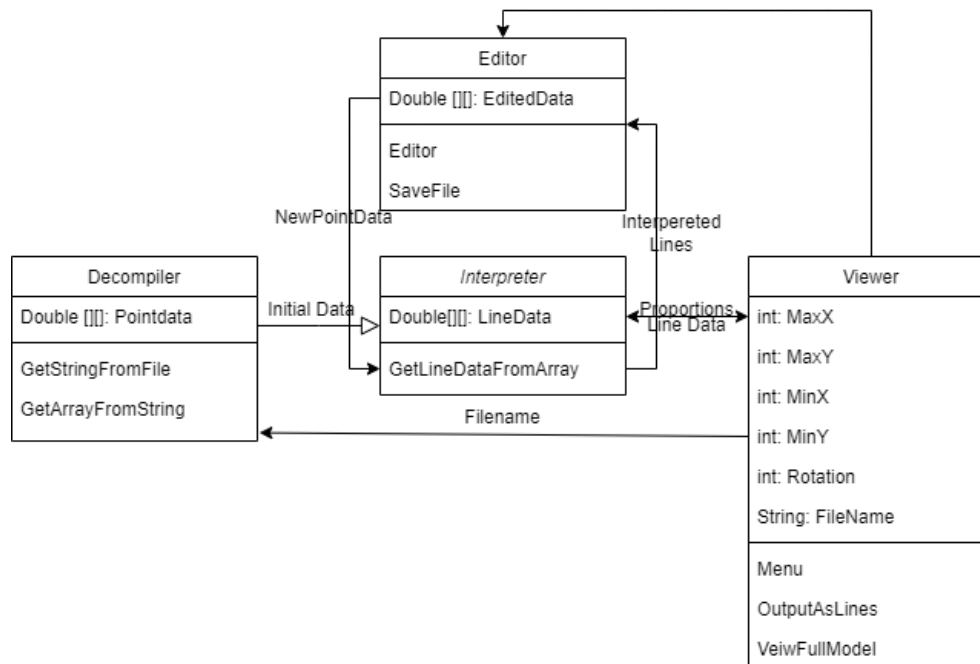 Editor
Double [][]: EditedData
Editor
SaveFile
NewPointData
Interpereted
Lines
Decompiler
Double [][]: Pointdata
GetStringFromFile
GetArrayFromString
Initial Data
Interpreter
Double[][]: LineData
GetLineDataFromArray
Proportions
Line Data
Filename
Viewer
int: MaxX
int: MaxY
int: MinX
int: MinY
int: Rotation
String: FileName
Menu
OutputAsLines
VeiwFullModel